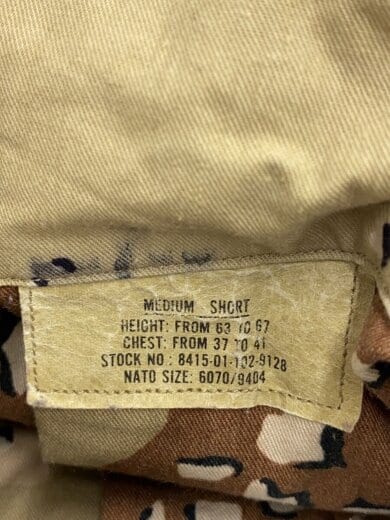 MEDIUM SHORT
HEIGHT: FROM 63 TO 67
CHEST: FROM 37 TO 41
STOCK NO: 8415-01-102-9128
NATO SIZE: 6070/9404